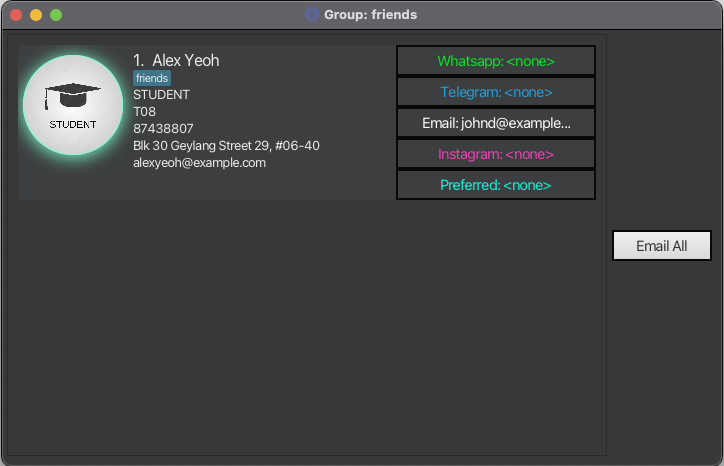 Group: friends
STUDENT
1. Alex Yeoh
friends
STUDENT
T08
87438807
Blk 30 Geylang Street 29, #06-40
alexyeoh@example.com
Whatsapp: <none>
Telegram: <none>
Email: johnd@example...
Instagram: <none>
Preferred: <none>
Email All